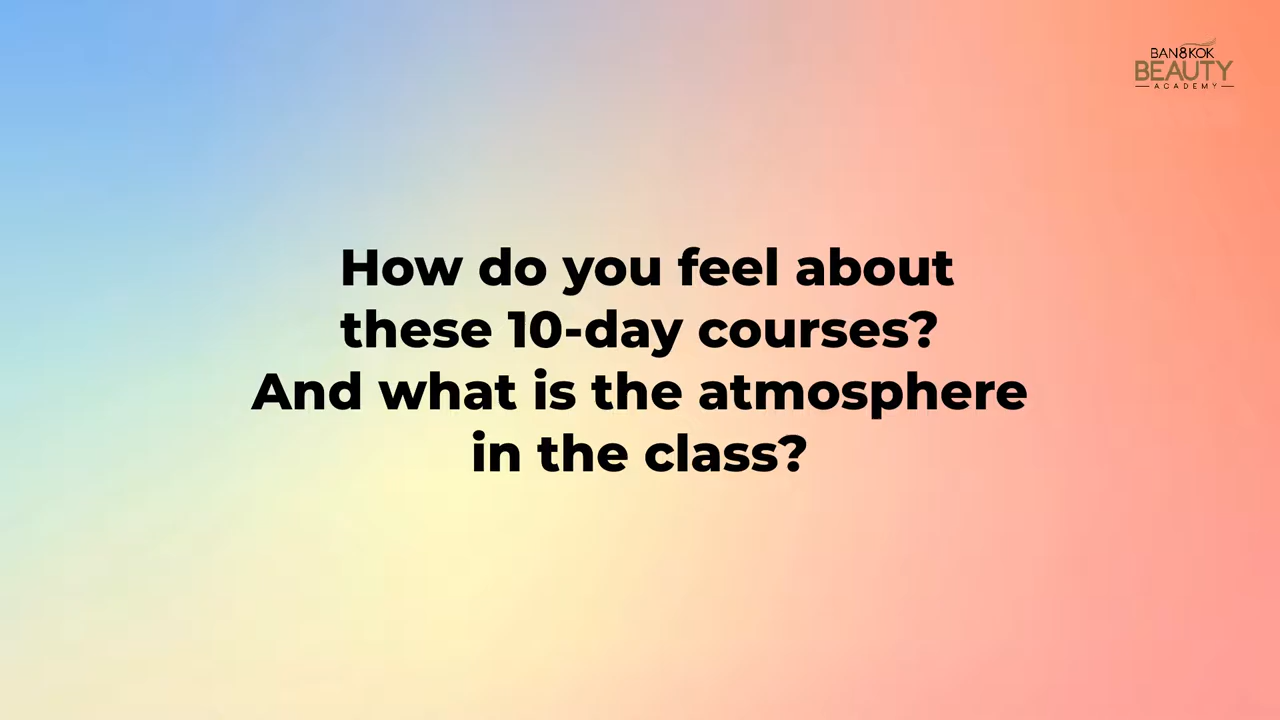 BAN8KOK
BEAUTY
ACADEMY
How do you feel about
these 10-day courses?
And what is the atmosphere
in the class?